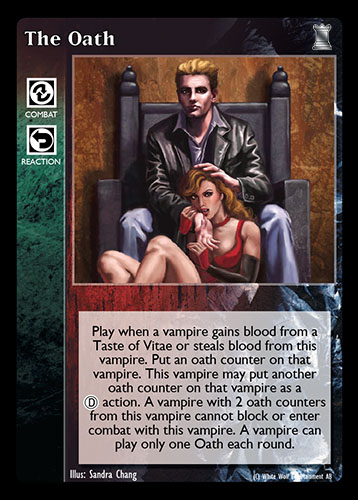 The Oath
COMBAT
REACTION
Play when a vampire gains blood from a
Taste of Vitae or steals blood from this
vampire. Put an oath counter on that
vampire. This vampire may put another
oath counter on that vampire as a
Ⓓ action. A vampire with 2 oath counters
from this vampire cannot block or enter
combat with this vampire. A vampire can
play only one Oath each round.
Illus: Sandra Chang
(C) White Wolf Entertainment AB